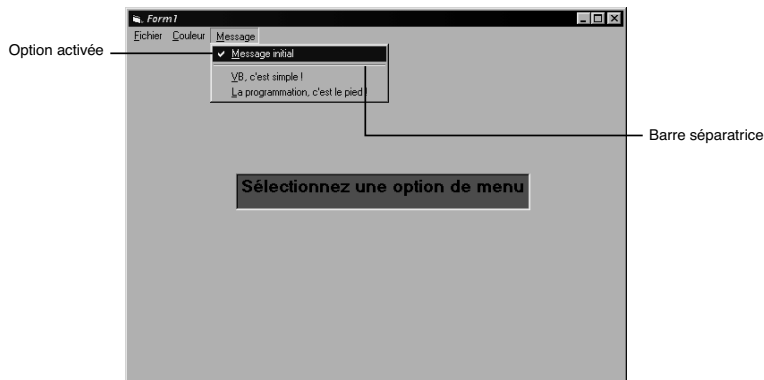 Form1
Fichier Couleur Message
Option activée
Message initial
VB, c'est simple !
La programmation, c'est le pied !
Barre séparatrice
Sélectionnez une option de menu